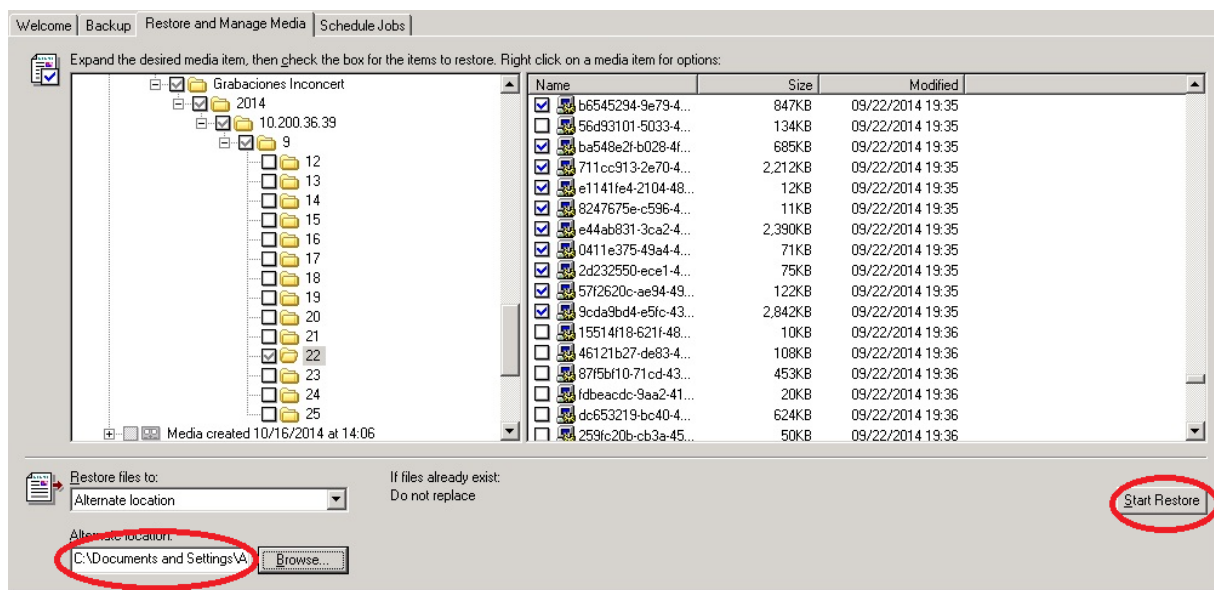 Welcome Backup Restore and Manage Media Schedule Jobs
Expand the desired media item, then check the box for the items to restore. Right click on a media item for options:
Grabaciones Inconcert
2014
10.200.36.39
9
12
13
14
15
16
17
18
19
20
21
22
23
24
25
Media created 10/16/2014 at 14:06
Name Size Modified
b6545294-9e79-4... 847KB 09/22/2014 19:35
56d93101-5033-4... 134KB 09/22/2014 19:35
ba548e2f-b028-4f... 685KB 09/22/2014 19:35
711cc913-2e70-4... 2,212KB 09/22/2014 19:35
e1141fe4-2104-48... 12KB 09/22/2014 19:35
8247675e-c596-4... 11KB 09/22/2014 19:35
e44ab831-3ca2-4... 2,390KB 09/22/2014 19:35
0411e375-49a4-4... 71KB 09/22/2014 19:35
2d232550-ece1-4... 75KB 09/22/2014 19:35
57f2620c-ae94-49... 122KB 09/22/2014 19:35
9cda9bd4-e5fc-43... 2,842KB 09/22/2014 19:35
15514f18-621f-48... 10KB 09/22/2014 19:36
46121b27-de83-4... 108KB 09/22/2014 19:36
87f5bf10-71cd-43... 453KB 09/22/2014 19:36
fdbeacdc-9aa2-41... 20KB 09/22/2014 19:36
dc653219-bc40-4... 624KB 09/22/2014 19:36
259fc20b-cb3a-45... 50KB 09/22/2014 19:36
Restore files to:
Alternate location
If files already exist:
Do not replace
Start Restore
Alternate location:
C:\Documents and Settings\A
Browse...